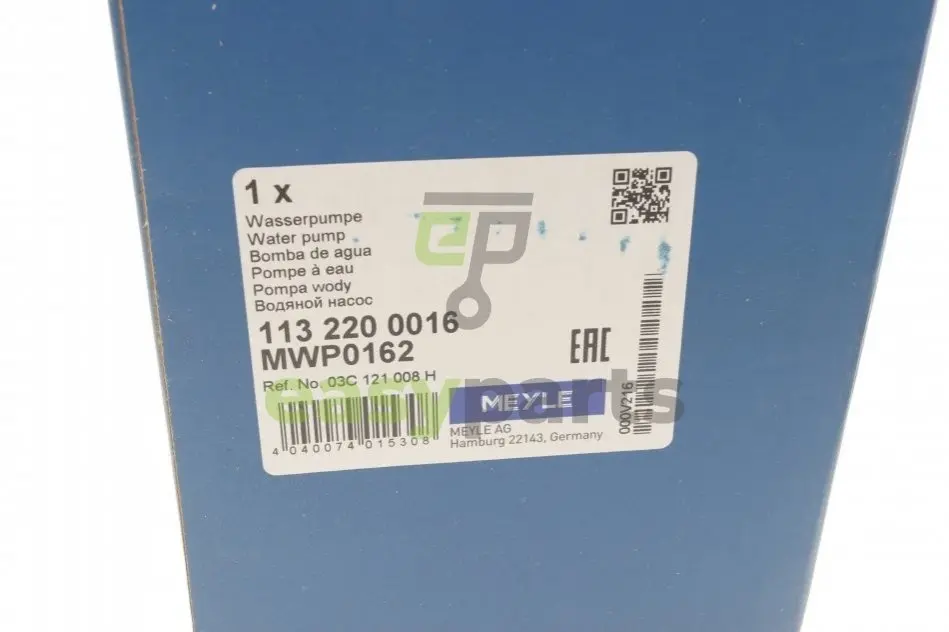 1 x
Wasserpumpe
Water pump
Bomba de agua
Pompe à eau
Pompa wody
Водяной насос
113 220 0016
MWP0162
Ref. No. 03C 121 008 H
4 040074 015308
EAC
MEYLE
MEYLE AG
Hamburg 22143, Germany
000V216
ep
easyparts